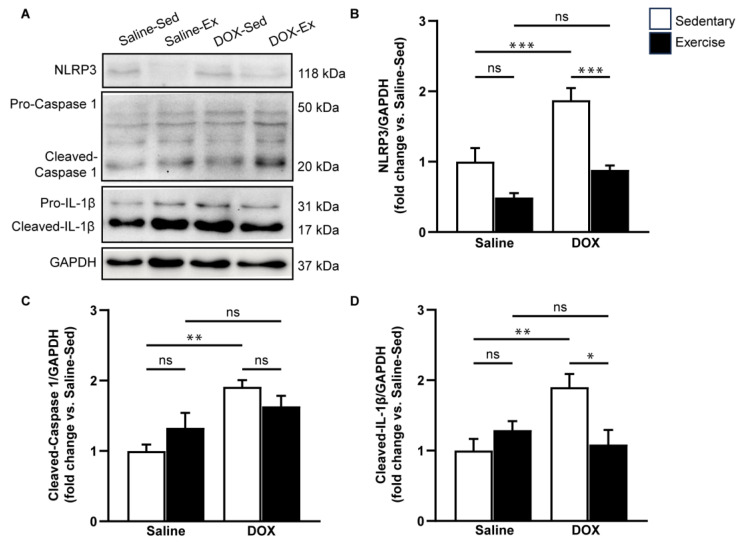 A
Saline-Sed
Saline-Ex
DOX-Sed
DOX-Ex
NLRP3
118 kDa
Pro-Caspase 1
50 kDa
Cleaved-
Caspase 1
20 kDa
Pro-IL-1β
31 kDa
Cleaved-IL-1β
17 kDa
GAPDH
37 kDa
B
Sedentary
Exercise
NLRP3/GAPDH
(fold change vs. Saline-Sed)
3
2
1
0
ns
***
ns
***
Saline
DOX
C
Cleaved-Caspase 1/GAPDH
(fold change vs. Saline-Sed)
3
2
1
0
ns
**
ns
ns
Saline
DOX
D
Cleaved-IL-1β/GAPDH
(fold change vs. Saline-Sed)
3
2
1
0
ns
**
ns
*
Saline
DOX